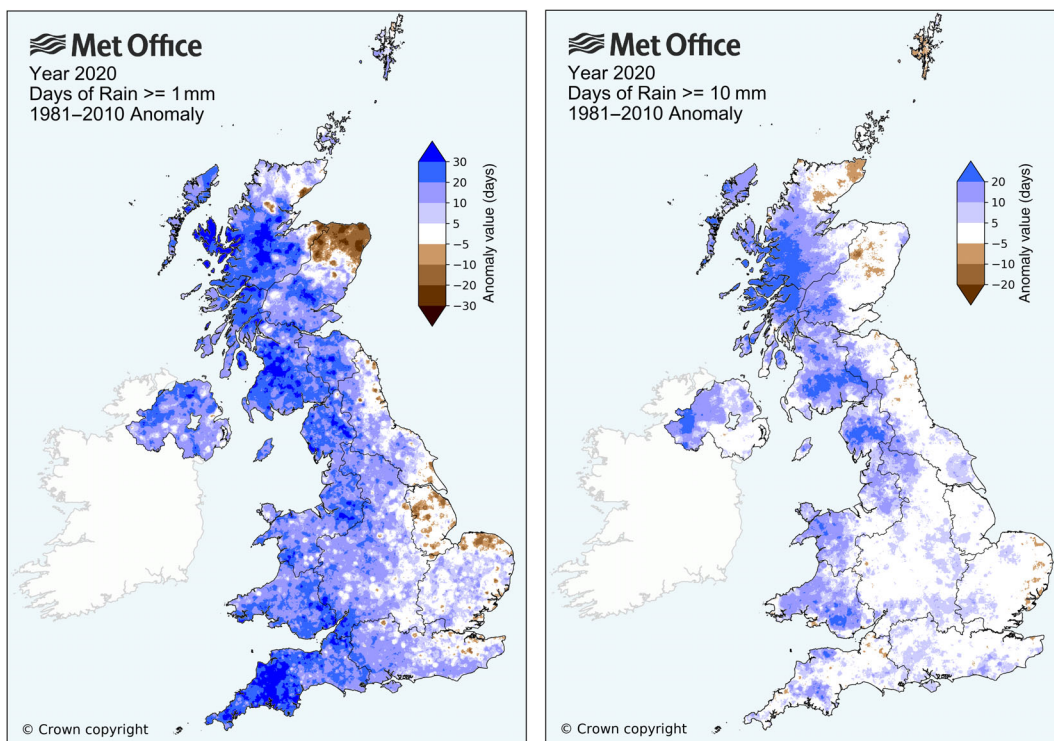 Met Office
Year 2020
Days of Rain >= 1 mm
1981–2010 Anomaly
30
20
10
5
−5
−10
−20
−30
Anomaly value (days)
© Crown copyright
Met Office
Year 2020
Days of Rain >= 10 mm
1981–2010 Anomaly
20
10
5
−5
−10
−20
Anomaly value (days)
© Crown copyright